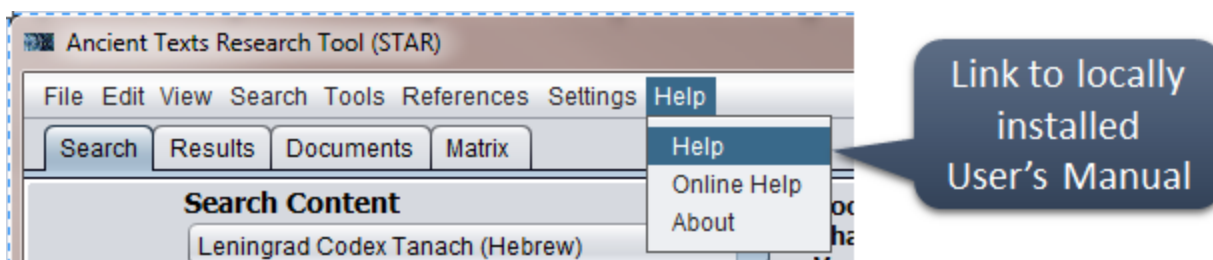 Ancient Texts Research Tool (STAR)
File Edit View Search Tools References Settings Help
Search Results Documents Matrix
Help
Online Help
About
Search Content
Leningrad Codex Tanach (Hebrew)
Link to locally
installed
User's Manual